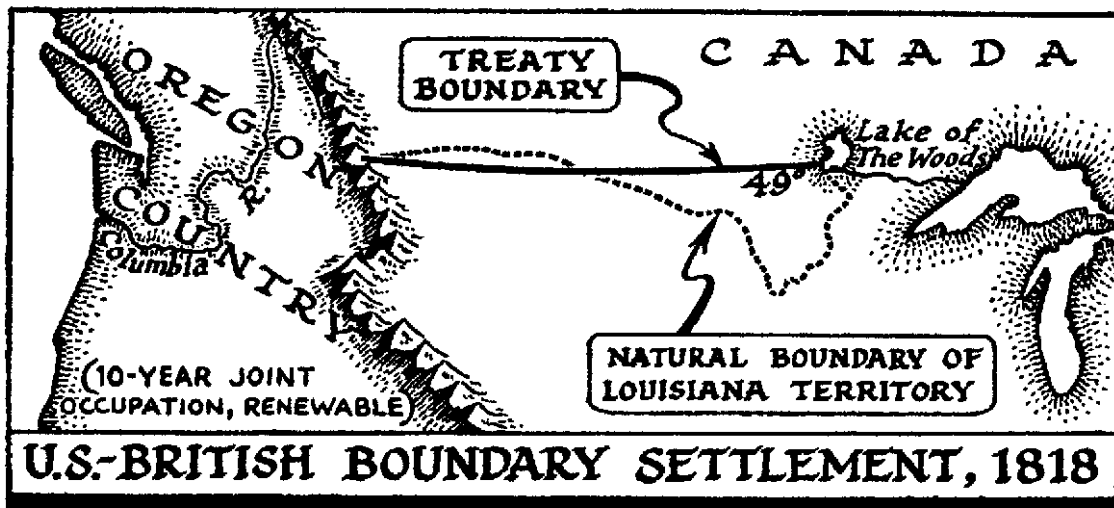 CANADA
TREATY
BOUNDARY
OREGON
COUNTRY
Lake of
The Woods
49°
R.
Columbia
(10-YEAR JOINT
OCCUPATION, RENEWABLE)
NATURAL BOUNDARY OF
LOUISIANA TERRITORY
U.S.-BRITISH BOUNDARY SETTLEMENT, 1818